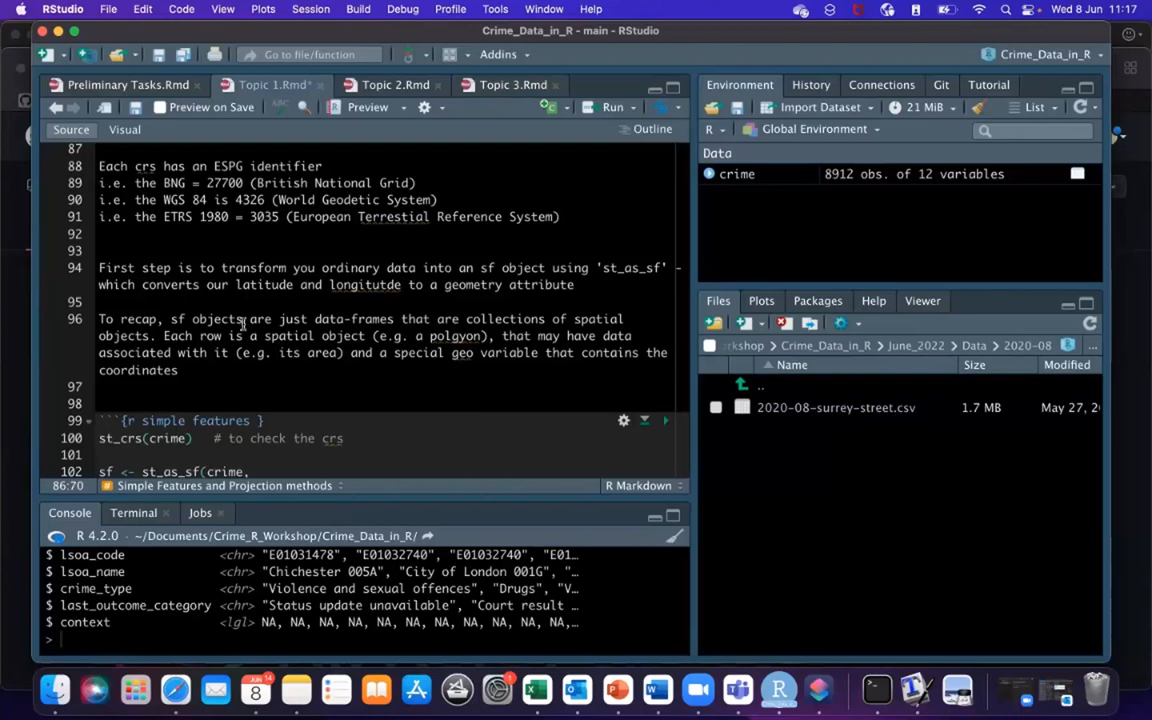 RStudio File Edit Code View Plots Session Build Debug Profile Tools Window Help Wed 8 Jun 11:17
Crime_Data_in_R - main - RStudio
Go to file/function Addins Crime_Data_in_R
Preliminary Tasks.Rmd Topic 1.Rmd* Topic 2.Rmd Topic 3.Rmd
Preview on Save Preview Run
Source Visual Outline
87
88 Each crs has an ESPG identifier
89 i.e. the BNG = 27700 (British National Grid)
90 i.e. the WGS 84 is 4326 (World Geodetic System)
91 i.e. the ETRS 1980 = 3035 (European Terrestial Reference System)
92
93
94 First step is to transform you ordinary data into an sf object using 'st_as_sf' –
which converts our latitude and longitutde to a geometry attribute
95
96 To recap, sf objects are just data-frames that are collections of spatial
objects. Each row is a spatial object (e.g. a polgyon), that may have data
associated with it (e.g. its area) and a special geo variable that contains the
coordinates
97
98
99 ```{r simple features }
100 st_crs(crime) # to check the crs
101
102 sf <- st_as_sf(crime,
86:70 Simple Features and Projection methods R Markdown
Console Terminal Jobs
R 4.2.0 · ~/Documents/Crime_R_Workshop/Crime_Data_in_R/
$ lsoa_code <chr> "E01031478", "E01032740", "E01032740", "E01…
$ lsoa_name <chr> "Chichester 005A", "City of London 001G", "…
$ crime_type <chr> "Violence and sexual offences", "Drugs", "V…
$ last_outcome_category <chr> "Status update unavailable", "Court result …
$ context <lgl> NA, NA, NA, NA, NA, NA, NA, NA, NA, NA,…
>
Environment History Connections Git Tutorial
Import Dataset 21 MiB List
R Global Environment
Data
crime 8912 obs. of 12 variables
Files Plots Packages Help Viewer
rkshop Crime_Data_in_R June_2022 Data 2020-08 ...
Name Size Modified
..
2020-08-surrey-street.csv 1.7 MB May 27, 20
JUN 14
8
1